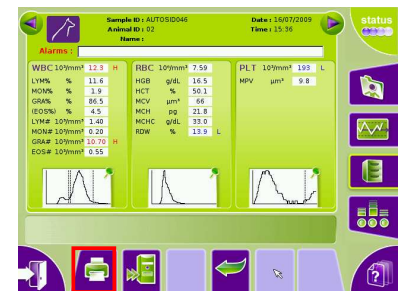 Sample ID : AUTOSID046
Date : 16/07/2009
status
Animal ID : 02
Time : 15:36
Name :
Alarms :
WBC 10³/mm³ 12.3 H
RBC 10⁶/mm³ 7.59
PLT 10³/mm³ 193 L
LYM% % 11.6
HGB g/dL 16.5
MPV µm³ 9.8
MON% % 1.9
HCT % 50.1
GRA% % 86.5
MCV µm³ 66
(EOS%) % 4.5
MCH pg 21.8
LYM# 10³/mm³ 1.40
MCHC g/dL 33.0
MON# 10³/mm³ 0.20
RDW % 13.9 L
GRA# 10³/mm³ 10.70 H
EOS# 10³/mm³ 0.55
?